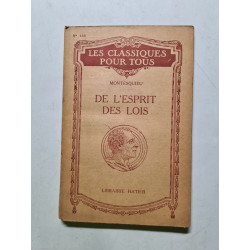 LES CLASSIQUES
POUR TOUS
MONTESQUIEU
DE L'ESPRIT
DES LOIS
LIBRAIRIE HATIER